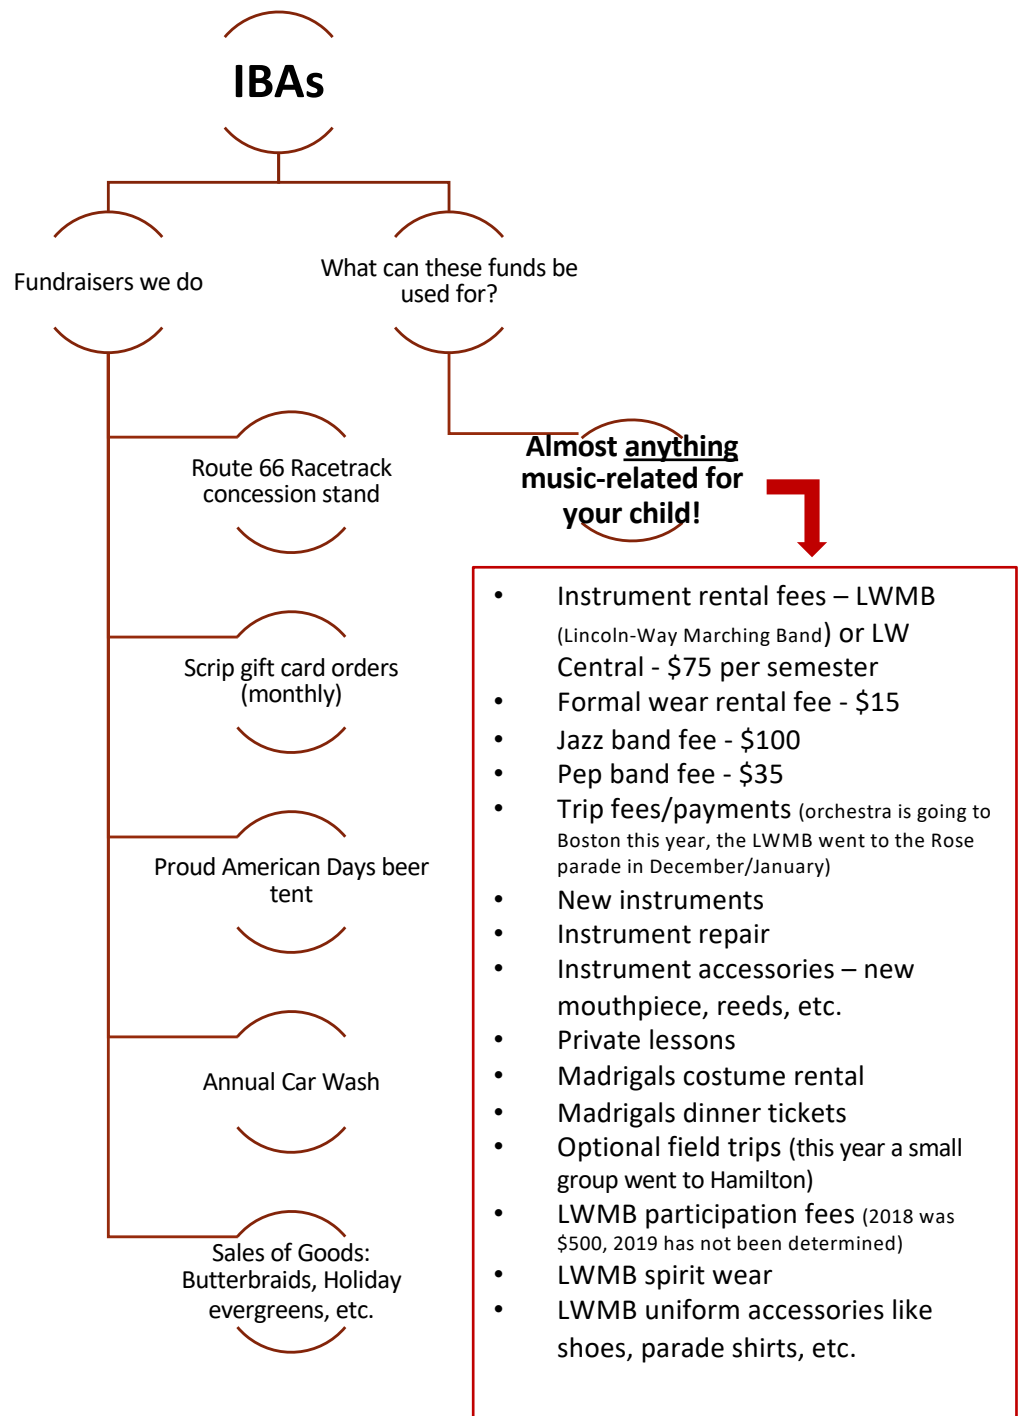 IBAs
Fundraisers we do
What can these funds be
used for?
Route 66 Racetrack
concession stand
Scrip gift card orders
(monthly)
Proud American Days beer
tent
Annual Car Wash
Sales of Goods:
Butterbraids, Holiday
evergreens, etc.
Almost anything
music-related for
your child!
• Instrument rental fees – LWMB
(Lincoln-Way Marching Band) or LW
Central - $75 per semester
• Formal wear rental fee - $15
• Jazz band fee - $100
• Pep band fee - $35
• Trip fees/payments (orchestra is going to
Boston this year, the LWMB went to the Rose
parade in December/January)
• New instruments
• Instrument repair
• Instrument accessories – new
mouthpiece, reeds, etc.
• Private lessons
• Madrigals costume rental
• Madrigals dinner tickets
• Optional field trips (this year a small
group went to Hamilton)
• LWMB participation fees (2018 was
$500, 2019 has not been determined)
• LWMB spirit wear
• LWMB uniform accessories like
shoes, parade shirts, etc.